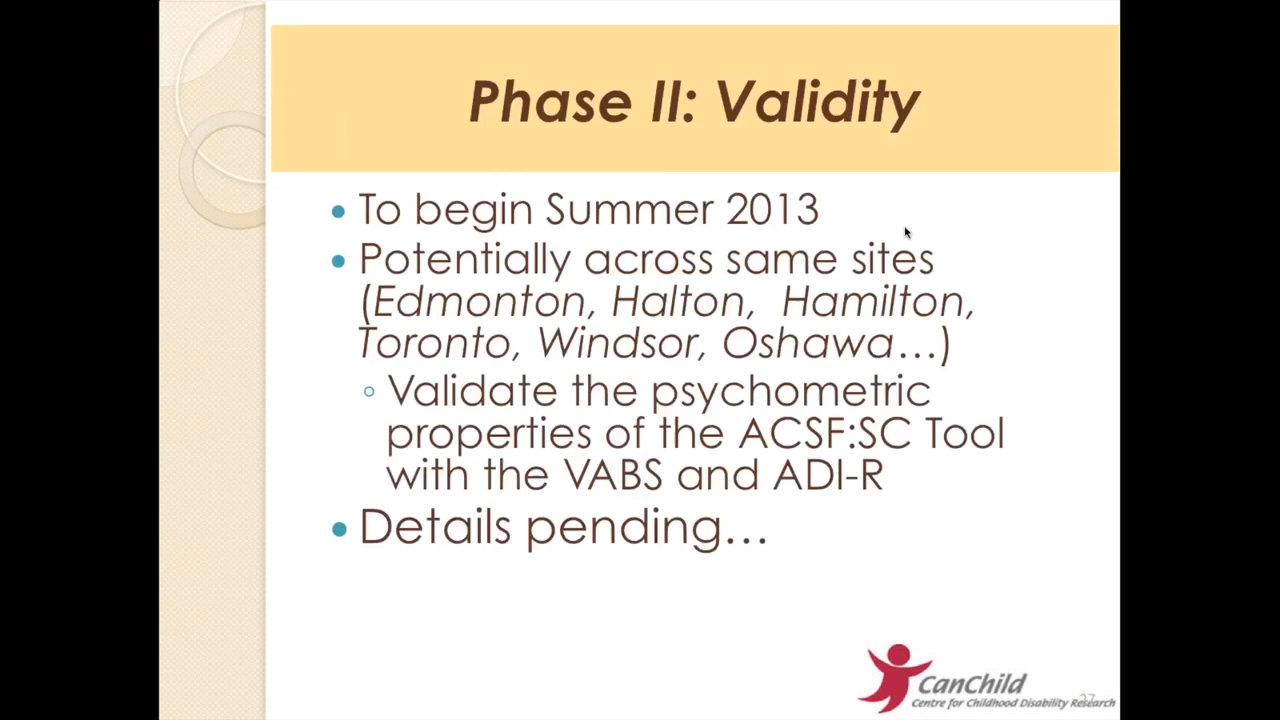 Phase II: Validity
• To begin Summer 2013
• Potentially across same sites
(Edmonton, Halton, Hamilton,
Toronto, Windsor, Oshawa…)
◦ Validate the psychometric
properties of the ACSF:SC Tool
with the VABS and ADI-R
• Details pending…
CanChild
Centre for Childhood Disability Research
27